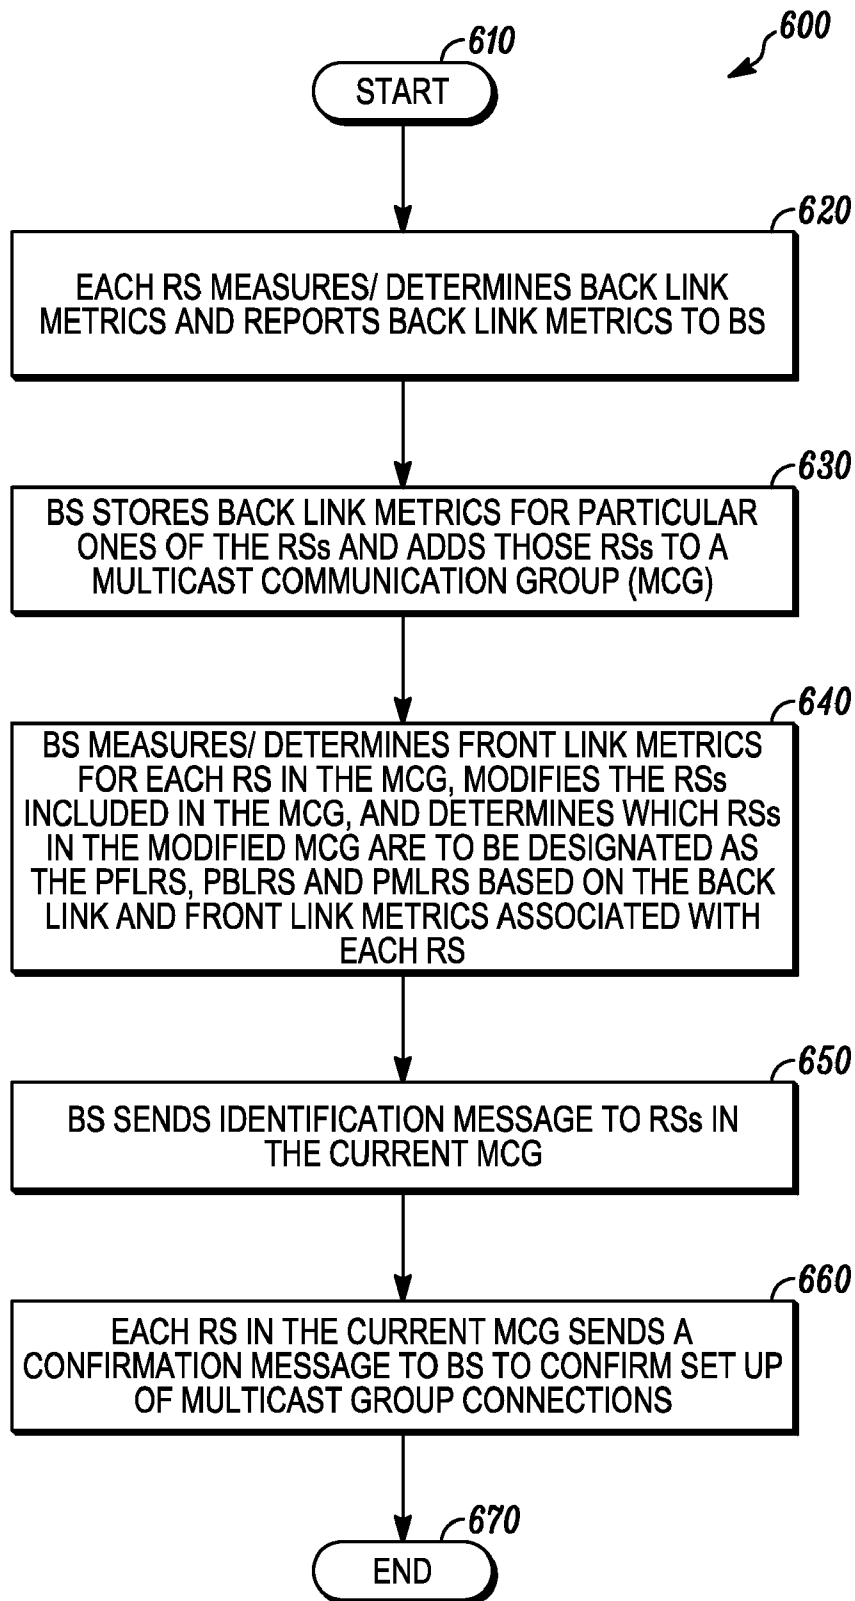 610
600
START
620
EACH RS MEASURES/ DETERMINES BACK LINK
METRICS AND REPORTS BACK LINK METRICS TO BS
630
BS STORES BACK LINK METRICS FOR PARTICULAR
ONES OF THE RSs AND ADDS THOSE RSs TO A
MULTICAST COMMUNICATION GROUP (MCG)
640
BS MEASURES/ DETERMINES FRONT LINK METRICS
FOR EACH RS IN THE MCG, MODIFIES THE RSs
INCLUDED IN THE MCG, AND DETERMINES WHICH RSs
IN THE MODIFIED MCG ARE TO BE DESIGNATED AS
THE PFLRS, PBLRS AND PMLRS BASED ON THE BACK
LINK AND FRONT LINK METRICS ASSOCIATED WITH
EACH RS
650
BS SENDS IDENTIFICATION MESSAGE TO RSs IN
THE CURRENT MCG
660
EACH RS IN THE CURRENT MCG SENDS A
CONFIRMATION MESSAGE TO BS TO CONFIRM SET UP
OF MULTICAST GROUP CONNECTIONS
670
END